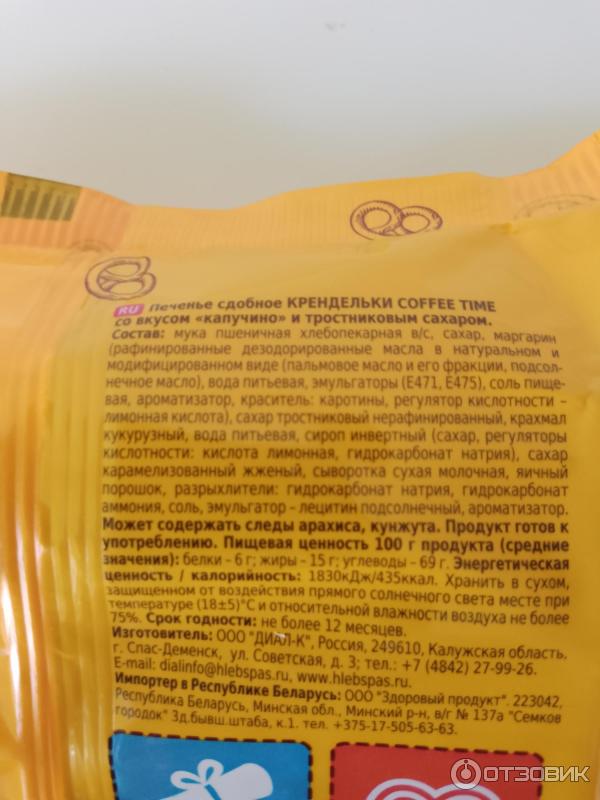 RU Печенье сдобное КРЕНДЕЛЬКИ COFFEE TIME
со вкусом «капучино» и тростниковым сахаром.
Состав: мука пшеничная хлебопекарная в/с, сахар, маргарин
(рафинированные дезодорированные масла в натуральном и
модифицированном виде (пальмовое масло и его фракции, подсол-
нечное масло), вода питьевая, эмульгаторы (Е471, Е475), соль пище-
вая, ароматизатор, краситель: каротины, регулятор кислотности –
лимонная кислота), сахар тростниковый нерафинированный, крахмал
кукурузный, вода питьевая, сироп инвертный (сахар, регуляторы
кислотности: кислота лимонная, гидрокарбонат натрия), сахар
карамелизованный жженый, сыворотка сухая молочная, яичный
порошок, разрыхлители: гидрокарбонат натрия, гидрокарбонат
аммония, соль, эмульгатор – лецитин подсолнечный, ароматизатор.
Может содержать следы арахиса, кунжута. Продукт готов к
употреблению. Пищевая ценность 100 г продукта (средние
значения): белки – 6 г; жиры – 15 г; углеводы – 69 г. Энергетическая
ценность / калорийность: 1830кДж/435ккал. Хранить в сухом,
защищенном от воздействия прямого солнечного света месте при
температуре (18±5)°С и относительной влажности воздуха не более
75%. Срок годности: не более 12 месяцев.
Изготовитель: ООО "ДИАЛ-К", Россия, 249610, Калужская область,
г. Спас-Деменск, ул. Советская, д. 3; тел.: +7 (4842) 27-99-26.
E-mail: dialinfo@hlebspas.ru, www.hlebspas.ru.
Импортер в Республике Беларусь: ООО "Здоровый продукт". 223042,
Республика Беларусь, Минская обл., Минский р-н, в/г № 137а "Семков
городок" Зд.бывш.штаба, к.1. тел. +375-17-505-63-63.
ОТЗОВИК